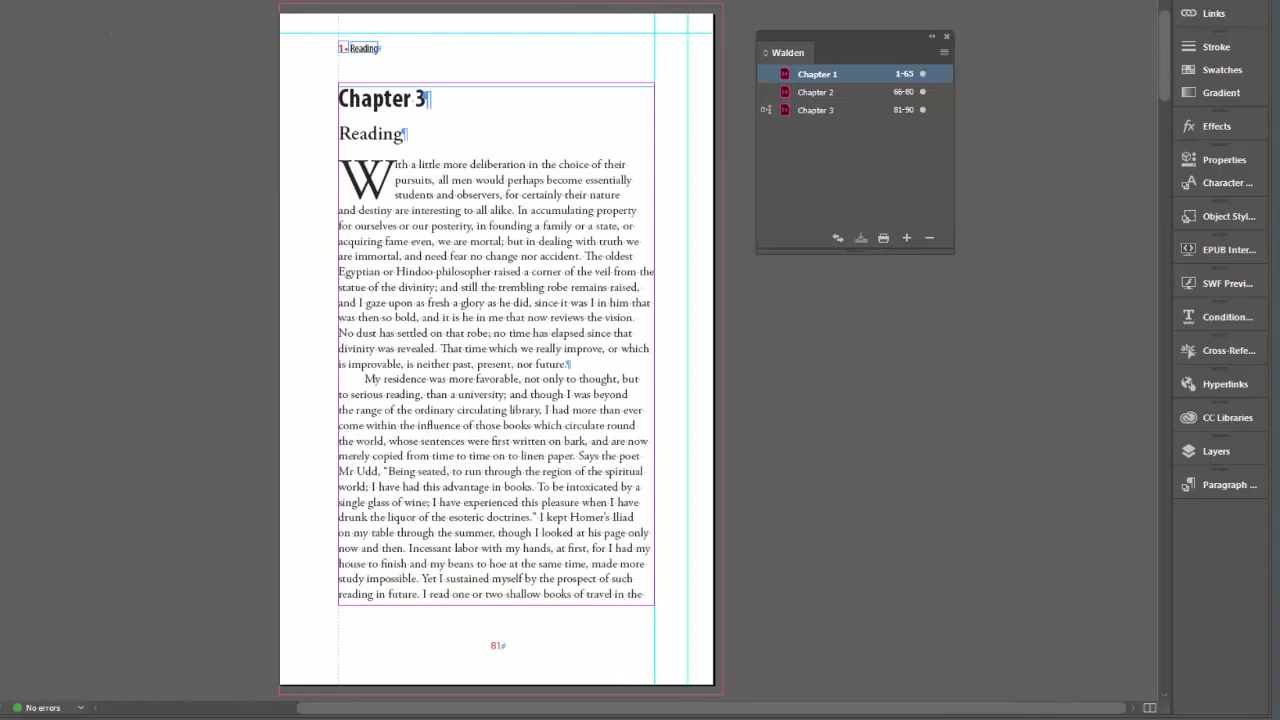 1 • Reading#
Chapter 3¶
Reading¶
With a little more deliberation in the choice of their
pursuits, all men would perhaps become essentially
students and observers, for certainly their nature
and destiny are interesting to all alike. In accumulating property
for ourselves or our posterity, in founding a family or a state, or
acquiring fame even, we are mortal; but in dealing with truth we
are immortal, and need fear no change nor accident. The oldest
Egyptian or Hindoo philosopher raised a corner of the veil from the
statue of the divinity; and still the trembling robe remains raised,
and I gaze upon as fresh a glory as he did, since it was I in him that
was then so bold, and it is he in me that now reviews the vision.
No dust has settled on that robe; no time has elapsed since that
divinity was revealed. That time which we really improve, or which
is improvable, is neither past, present, nor future.¶
My residence was more favorable, not only to thought, but
to serious reading, than a university; and though I was beyond
the range of the ordinary circulating library, I had more than ever
come within the influence of those books which circulate round
the world, whose sentences were first written on bark, and are now
merely copied from time to time on to linen paper. Says the poet
Mr Udd, “Being seated, to run through the region of the spiritual
world; I have had this advantage in books. To be intoxicated by a
single glass of wine; I have experienced this pleasure when I have
drunk the liquor of the esoteric doctrines.” I kept Homer’s Iliad
on my table through the summer, though I looked at his page only
now and then. Incessant labor with my hands, at first, for I had my
house to finish and my beans to hoe at the same time, made more
study impossible. Yet I sustained myself by the prospect of such
reading in future. I read one or two shallow books of travel in the
81#
Walden
Chapter 1 1-65
Chapter 2 66-80
Chapter 3 81-90
Links
Stroke
Swatches
Gradient
fx Effects
Properties
Character ...
Object Styl...
EPUB Inter...
SWF Previ...
Condition...
Cross-Refe...
Hyperlinks
CC Libraries
Layers
Paragraph ...
No errors